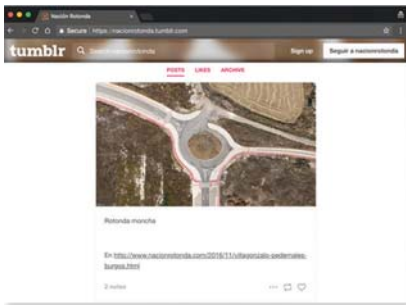 Nación Rotonda
Secure https://nacionrotonda.tumblr.com
tumblr Sign up Seguir a nacionrotonda
POSTS LIKES ARCHIVE
Rotonda moncha
En http://www.nacionrotonda.com/2016/11/villagonzalo-pedernales-
burgos.html
2 notes